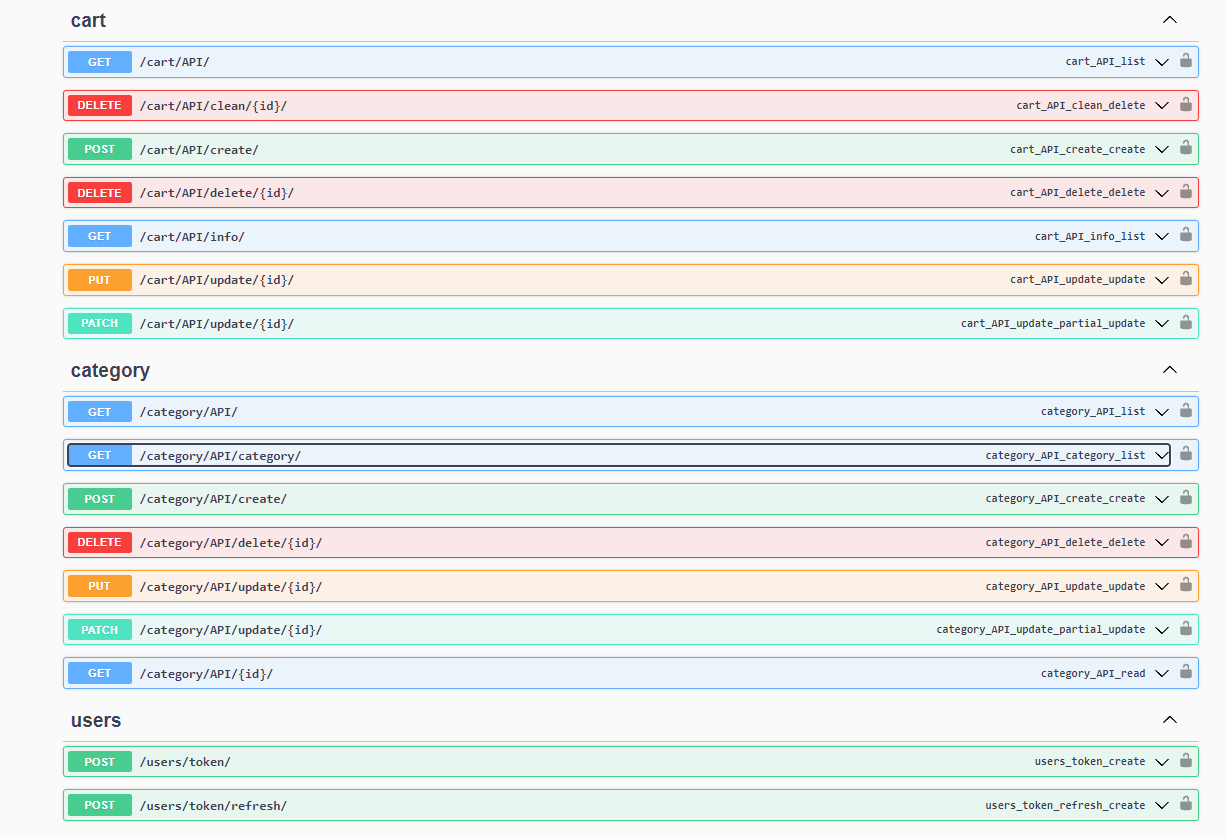 cart
GET /cart/API/ cart_API_list
DELETE /cart/API/clean/{id}/ cart_API_clean_delete
POST /cart/API/create/ cart_API_create_create
DELETE /cart/API/delete/{id}/ cart_API_delete_delete
GET /cart/API/info/ cart_API_info_list
PUT /cart/API/update/{id}/ cart_API_update_update
PATCH /cart/API/update/{id}/ cart_API_update_partial_update
category
GET /category/API/ category_API_list
GET /category/API/category/ category_API_category_list
POST /category/API/create/ category_API_create_create
DELETE /category/API/delete/{id}/ category_API_delete_delete
PUT /category/API/update/{id}/ category_API_update_update
PATCH /category/API/update/{id}/ category_API_update_partial_update
GET /category/API/{id}/ category_API_read
users
POST /users/token/ users_token_create
POST /users/token/refresh/ users_token_refresh_create